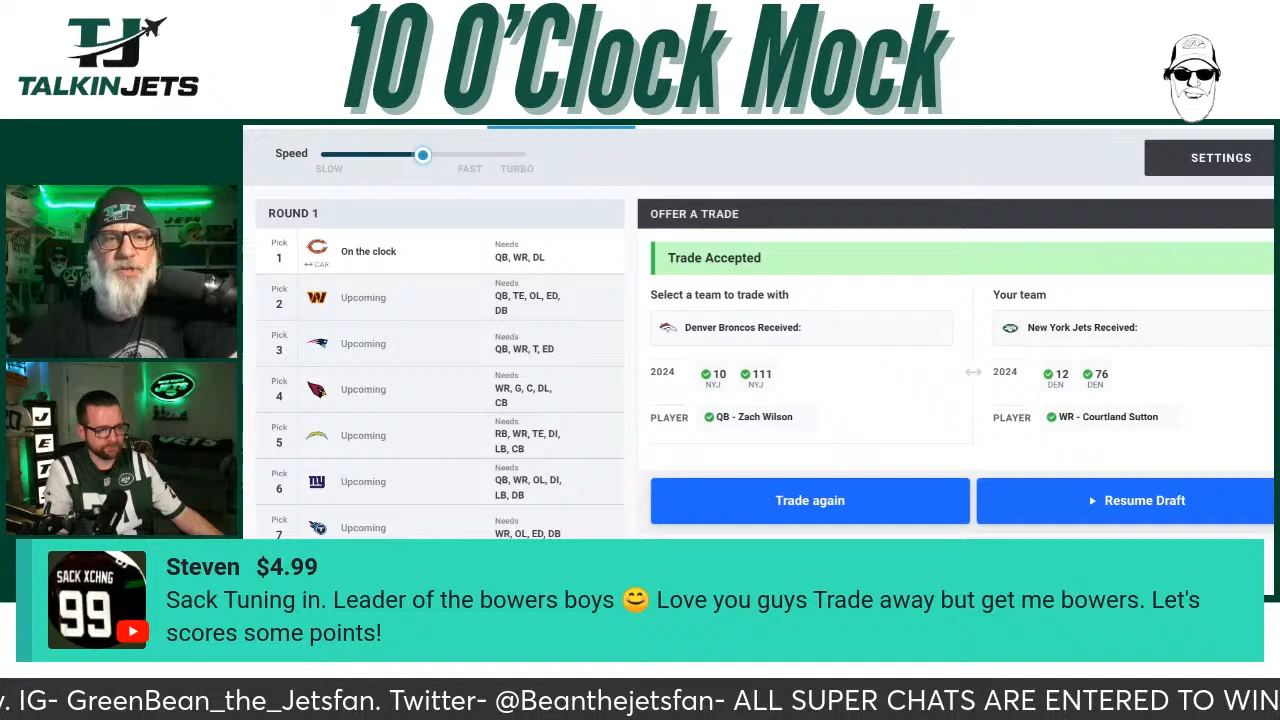 TJ
TALKINJETS
10 O'Clock Mock
Speed
SLOW
FAST
TURBO
SETTINGS
ROUND 1
Pick
1
↔ CAR
On the clock
Needs
QB, WR, DL
Pick
2
Upcoming
Needs
QB, TE, OL, ED,
DB
Pick
3
Upcoming
Needs
QB, WR, T, ED
Pick
4
Upcoming
Needs
WR, G, C, DL,
CB
Pick
5
Upcoming
Needs
RB, WR, TE, DI,
LB, CB
Pick
6
Upcoming
Needs
QB, WR, OL, DI,
LB, DB
Pick
7
Upcoming
Needs
WR, OL, ED, DB
OFFER A TRADE
Trade Accepted
Select a team to trade with
Your team
Denver Broncos Received:
New York Jets Received:
2024
10
NYJ
111
NYJ
2024
12
DEN
76
DEN
PLAYER
QB - Zach Wilson
PLAYER
WR - Courtland Sutton
Trade again
Resume Draft
JETS
JETS
SACK XCHNG
99
Steven $4.99
Sack Tuning in. Leader of the bowers boys 😊 Love you guys Trade away but get me bowers. Let's
scores some points!
. IG- GreenBean_the_Jetsfan. Twitter- @Beanthejetsfan- ALL SUPER CHATS ARE ENTERED TO WIN